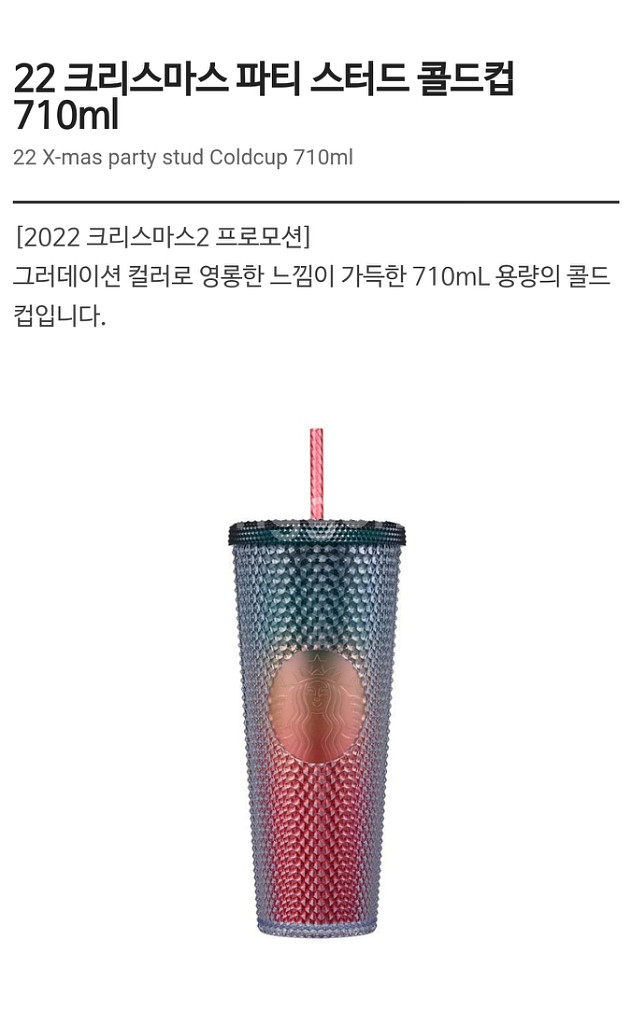 22 크리스마스 파티 스터드 콜드컵
710ml
22 X-mas party stud Coldcup 710ml
[2022 크리스마스2 프로모션]
그러데이션 컬러로 영롱한 느낌이 가득한 710mL 용량의 콜드
컵입니다.